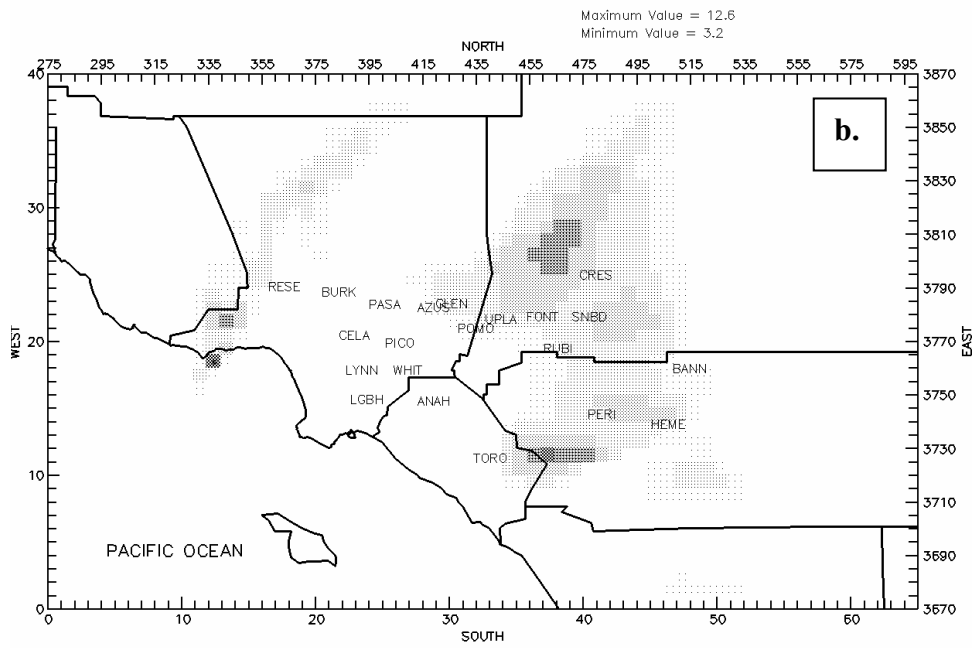 Maximum Value = 12.6
Minimum Value = 3.2
NORTH
275 295 315 335 355 375 395 415 435 455 475 495 515 535 555 575 595
40 3870
b.
3850
3830
30
3810
CRES
RESE BURK 3790
PASA AZUS GLEN
UPLA FONT SNBD
POMO
CELA 3770
PICO
WEST 20 RUBI EAST
LYNN WHIT BANN 3750
LGBH ANAH
PERI HEME
3730
TORO
10
3710
PACIFIC OCEAN 3690
0 3670
0 10 20 30 40 50 60
SOUTH